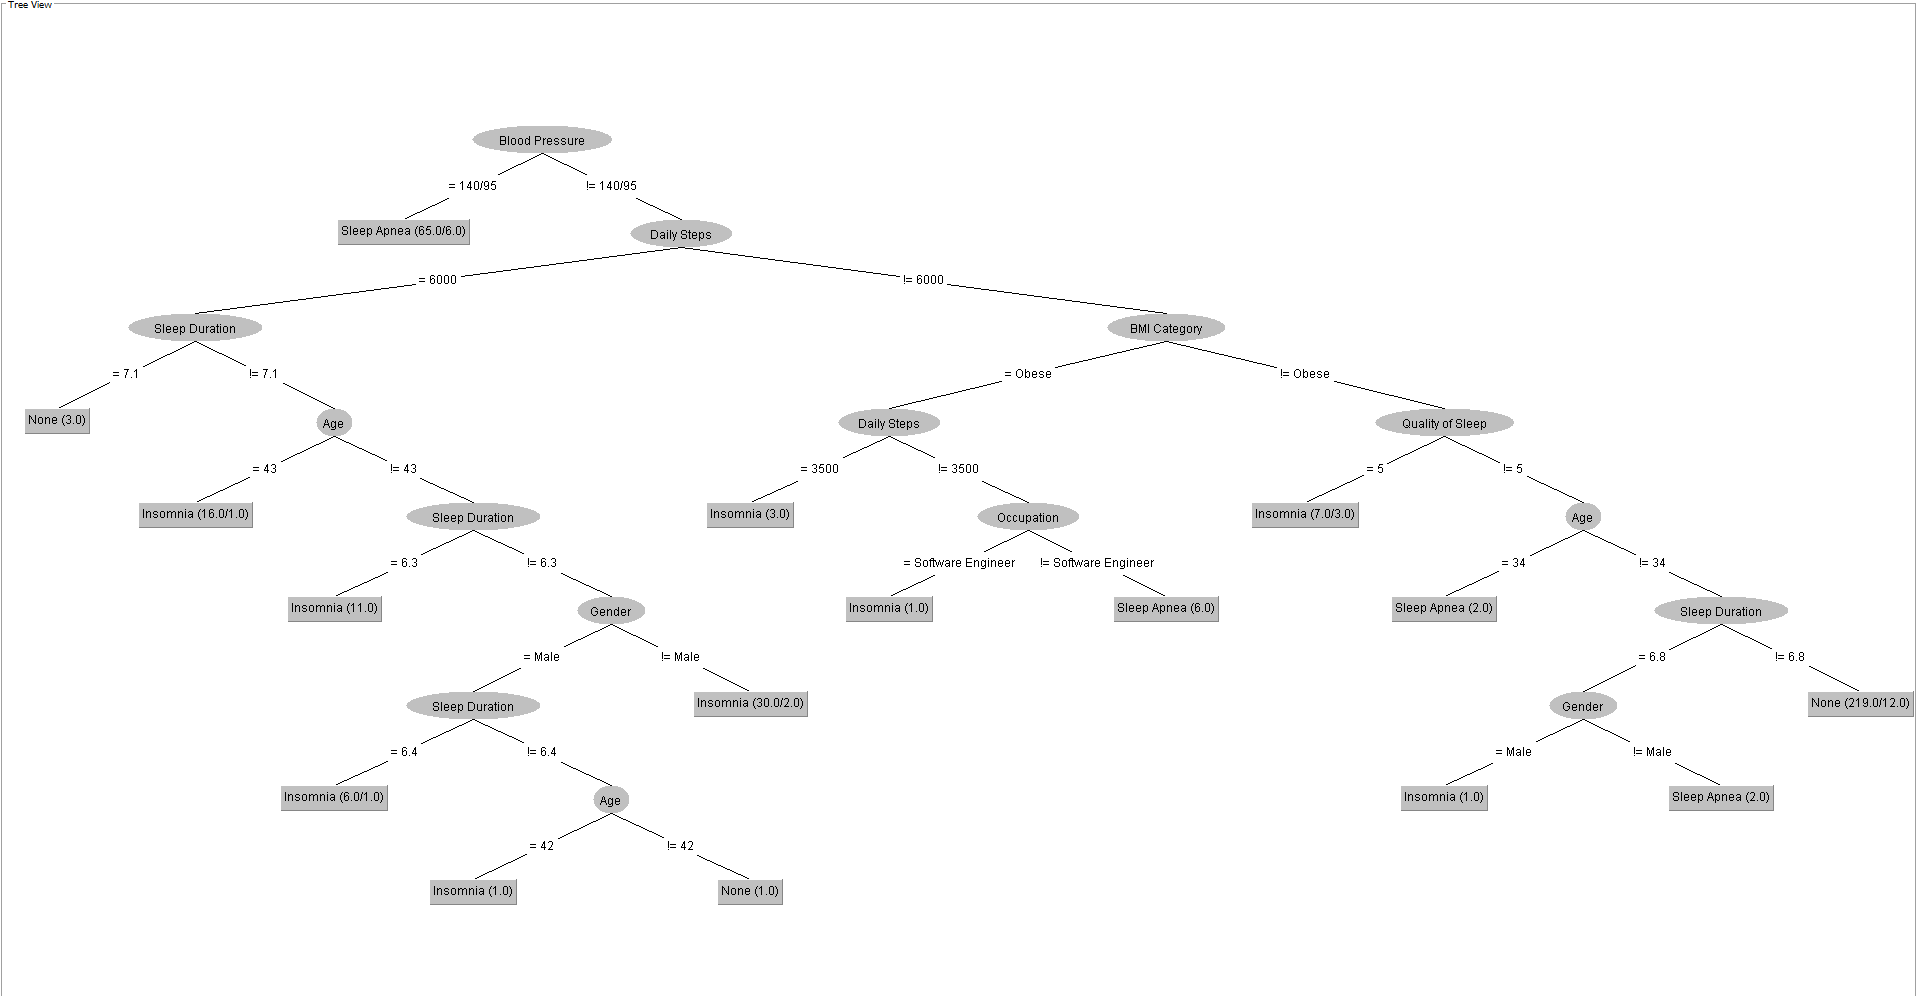 Tree View
Blood Pressure
= 140/95
!= 140/95
Sleep Apnea (65.0/6.0)
Daily Steps
= 6000
!= 6000
Sleep Duration
BMI Category
= 7.1
!= 7.1
= Obese
!= Obese
None (3.0)
Age
Daily Steps
Quality of Sleep
= 43
!= 43
= 3500
!= 3500
= 5
!= 5
Insomnia (16.0/1.0)
Sleep Duration
Insomnia (3.0)
Occupation
Insomnia (7.0/3.0)
Age
= 6.3
!= 6.3
= Software Engineer
!= Software Engineer
= 34
!= 34
Insomnia (11.0)
Gender
Insomnia (1.0)
Sleep Apnea (6.0)
Sleep Apnea (2.0)
Sleep Duration
= Male
!= Male
= 6.8
!= 6.8
Sleep Duration
Insomnia (30.0/2.0)
Gender
None (219.0/12.0)
= 6.4
!= 6.4
= Male
!= Male
Insomnia (6.0/1.0)
Age
Insomnia (1.0)
Sleep Apnea (2.0)
= 42
!= 42
Insomnia (1.0)
None (1.0)